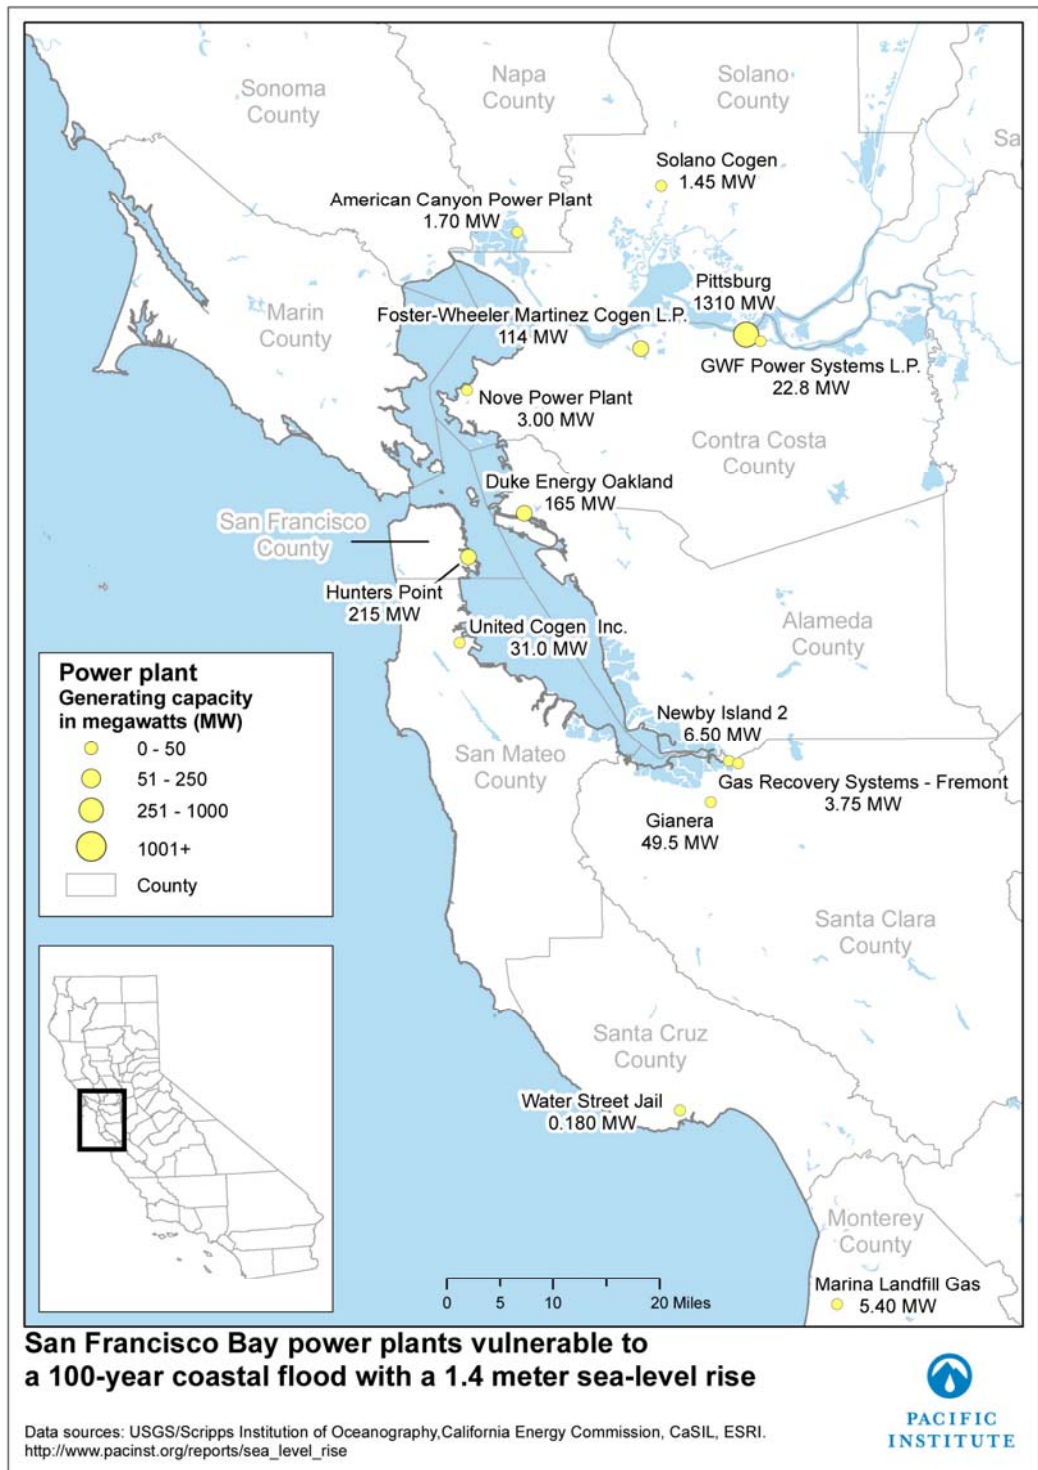 Sonoma
County
Napa
County
Solano
County
Sa
Solano Cogen
1.45 MW
American Canyon Power Plant
1.70 MW
Pittsburg
1310 MW
Marin
County
Foster-Wheeler Martinez Cogen L.P.
114 MW
GWF Power Systems L.P.
22.8 MW
Nove Power Plant
3.00 MW
Contra Costa
County
Duke Energy Oakland
165 MW
San Francisco
County
Hunters Point
215 MW
United Cogen Inc.
31.0 MW
Alameda
County
Power plant
Generating capacity
in megawatts (MW)
0 - 50
51 - 250
251 - 1000
1001+
County
Newby Island 2
6.50 MW
San Mateo
County
Gas Recovery Systems - Fremont
3.75 MW
Gianera
49.5 MW
Santa Clara
County
Santa Cruz
County
Water Street Jail
0.180 MW
Monterey
County
Marina Landfill Gas
5.40 MW
0 5 10 20 Miles
San Francisco Bay power plants vulnerable to
a 100-year coastal flood with a 1.4 meter sea-level rise
Data sources: USGS/Scripps Institution of Oceanography,California Energy Commission, CaSIL, ESRI.
http://www.pacinst.org/reports/sea_level_rise
PACIFIC
INSTITUTE